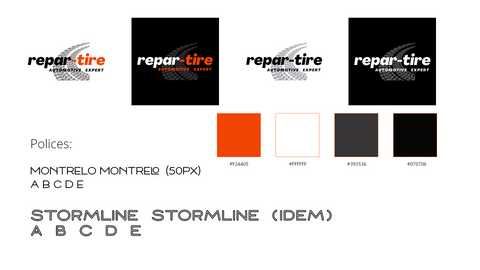 repar-tire
AUTOMOTIVE EXPERT
repar-tire
AUTOMOTIVE EXPERT
repar-tire
AUTOMOTIVE EXPERT
repar-tire
AUTOMOTIVE EXPERT
#F24405
#FFFFFF
#393536
#070706
Polices:
MONTRELO MONTRELO (50PX)
A B C D E
STORMLINE STORMLINE (IDEM)
A B C D E